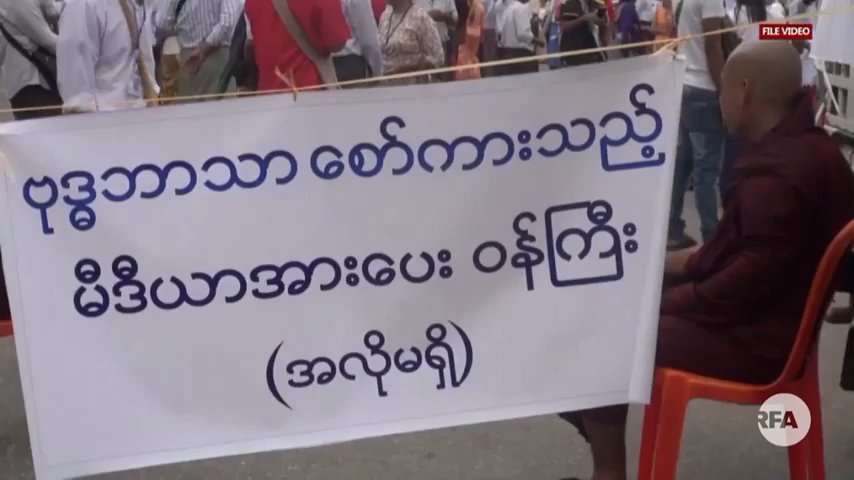 FILE VIDEO
ဗုဒ္ဓဘာသာ စော်ကားသည့်
မီဒီယာအားပေး ဝန်ကြီး
(အလိုမရှိ)
RFA